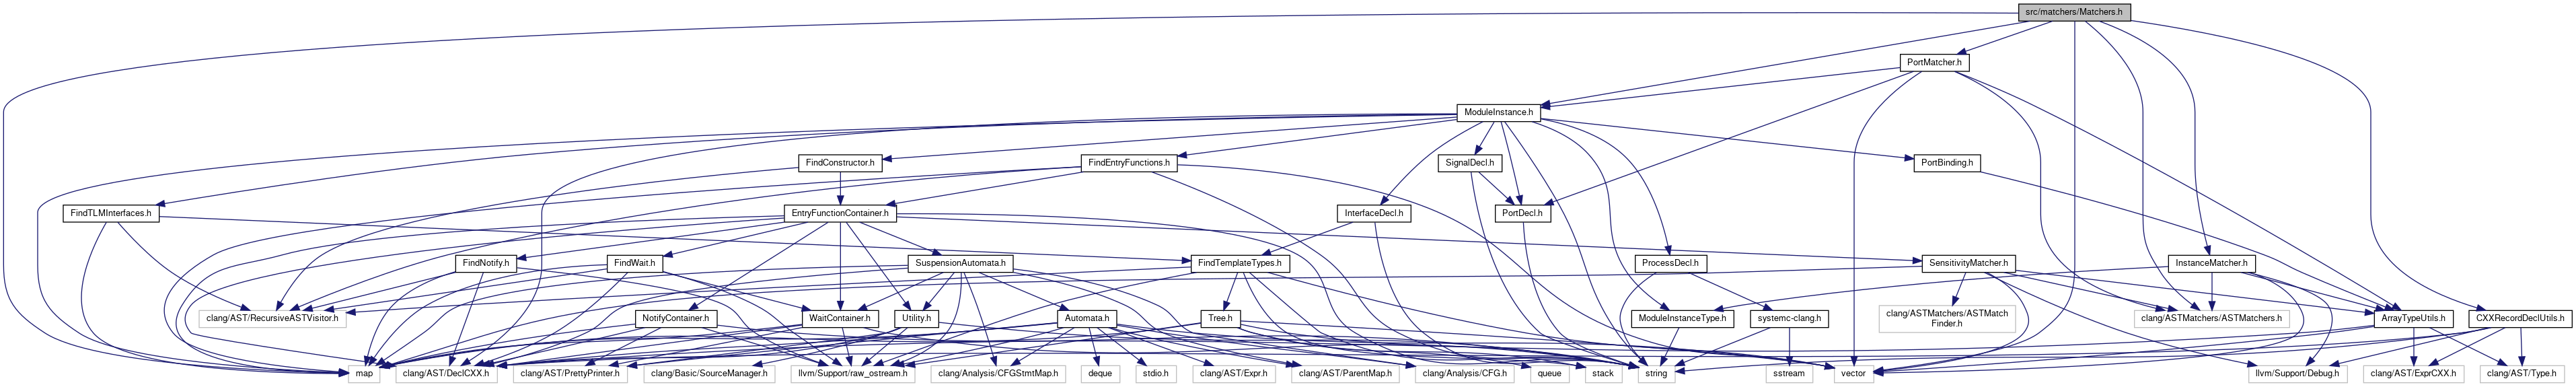 src/matchers/Matchers.h
PortMatcher.h
ModuleInstance.h
FindConstructor.h
FindEntryFunctions.h
SignalDecl.h
PortBinding.h
FindTLMInterfaces.h
EntryFunctionContainer.h
InterfaceDecl.h
PortDecl.h
FindNotify.h
FindWait.h
SuspensionAutomata.h
FindTemplateTypes.h
ProcessDecl.h
SensitivityMatcher.h
InstanceMatcher.h
clang/AST/RecursiveASTVisitor.h
NotifyContainer.h
WaitContainer.h
Utility.h
Automata.h
Tree.h
ModuleInstanceType.h
systemc-clang.h
clang/ASTMatchers/ASTMatch
Finder.h
clang/ASTMatchers/ASTMatchers.h
ArrayTypeUtils.h
CXXRecordDeclUtils.h
map
clang/AST/DeclCXX.h
clang/AST/PrettyPrinter.h
clang/Basic/SourceManager.h
llvm/Support/raw_ostream.h
clang/Analysis/CFGStmtMap.h
deque
stdio.h
clang/AST/Expr.h
clang/AST/ParentMap.h
clang/Analysis/CFG.h
queue
stack
string
sstream
vector
llvm/Support/Debug.h
clang/AST/ExprCXX.h
clang/AST/Type.h